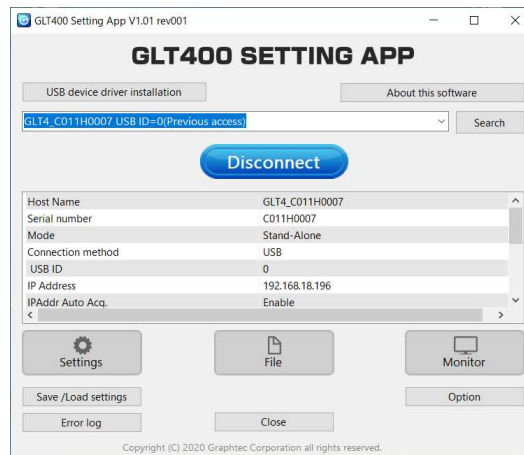 GLT400 Setting App V1.01 rev001
GLT400 SETTING APP
USB device driver installation
About this software
GLT4_C011H0007 USB ID=0(Previous access)
Search
Disconnect
Host Name GLT4_C011H0007
Serial number C011H0007
Mode Stand-Alone
Connection method USB
USB ID 0
IP Address 192.168.18.196
IPAddr Auto Acq. Enable
Settings
File
Monitor
Save /Load settings
Option
Error log
Close
Copyright (C) 2020 Graphtec Corporation all rights reserved.